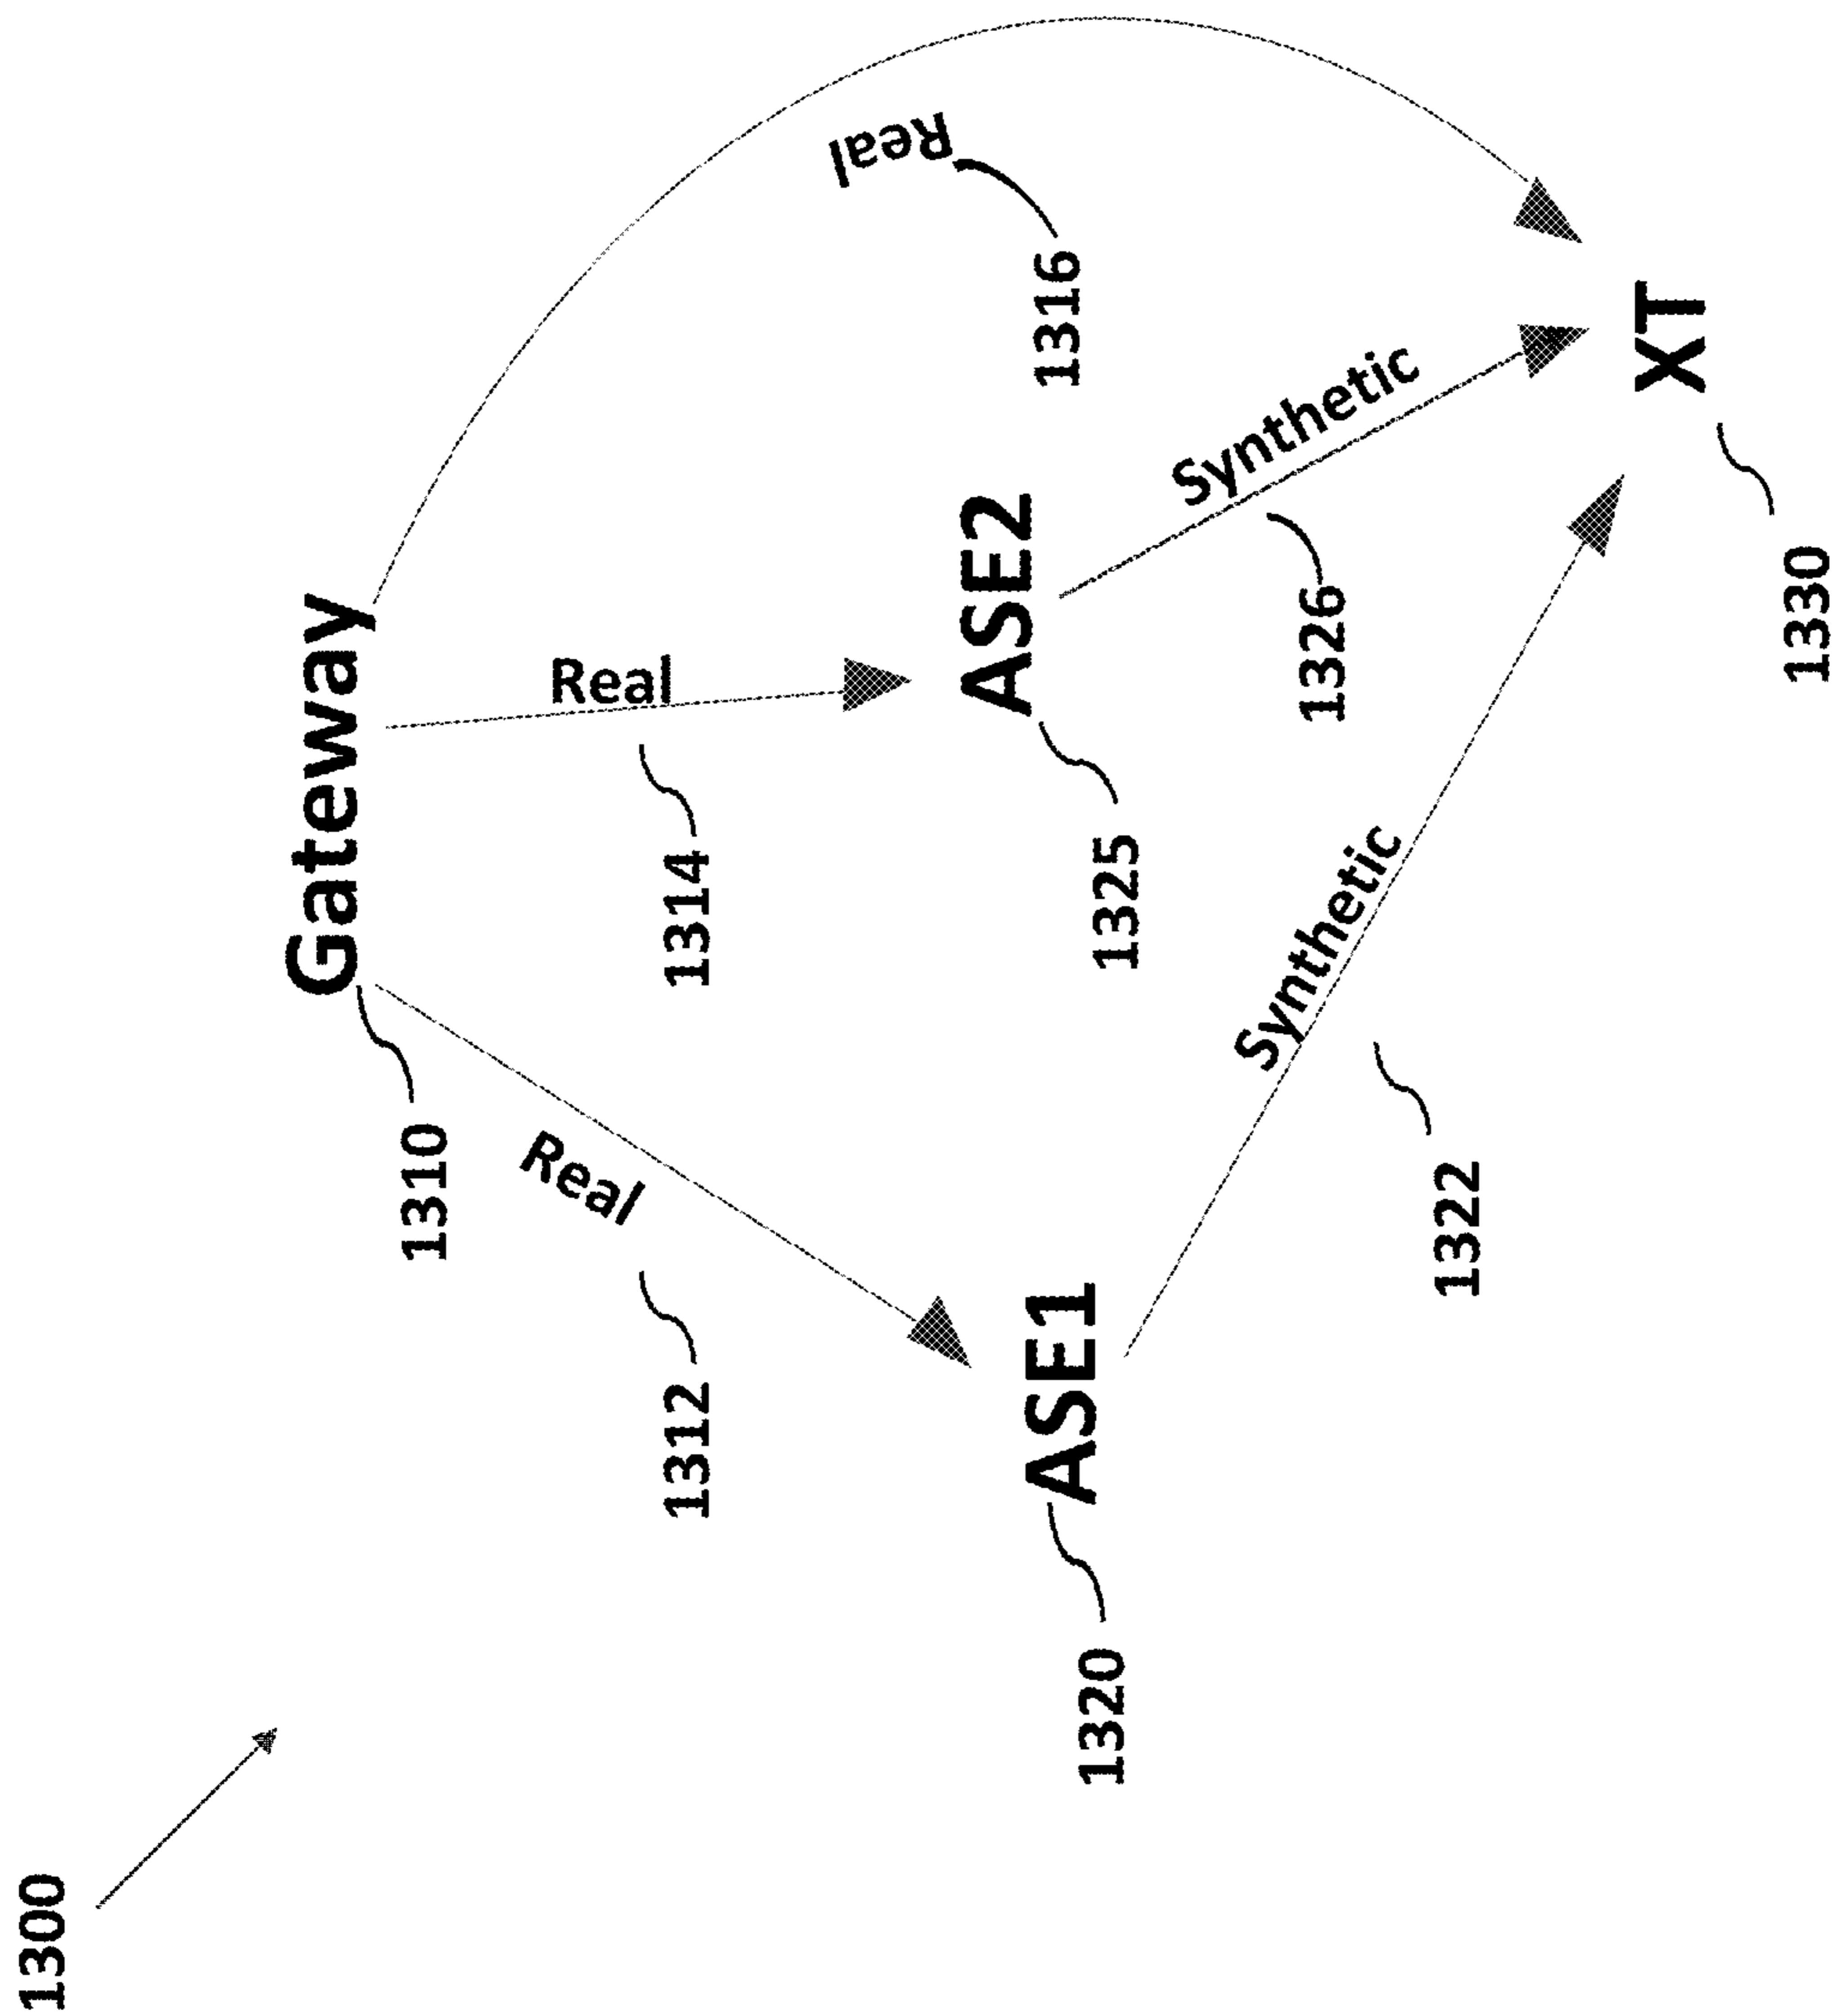 1300
Gateway
1310
Real
1312
Real
1314
Real
1316
ASE1
1320
ASE2
1325
Synthetic
1322
Synthetic
1326
XT
1330